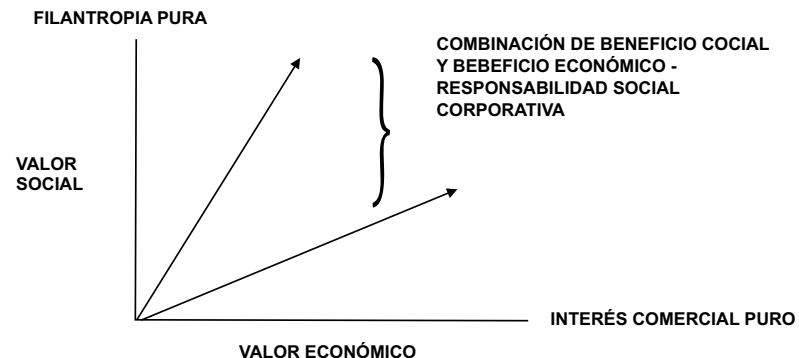 FILANTROPIA PURA
COMBINACIÓN DE BENEFICIO COCIAL
Y BEBEFICIO ECONÓMICO -
RESPONSABILIDAD SOCIAL
CORPORATIVA
VALOR
SOCIAL
INTERÉS COMERCIAL PURO
VALOR ECONÓMICO